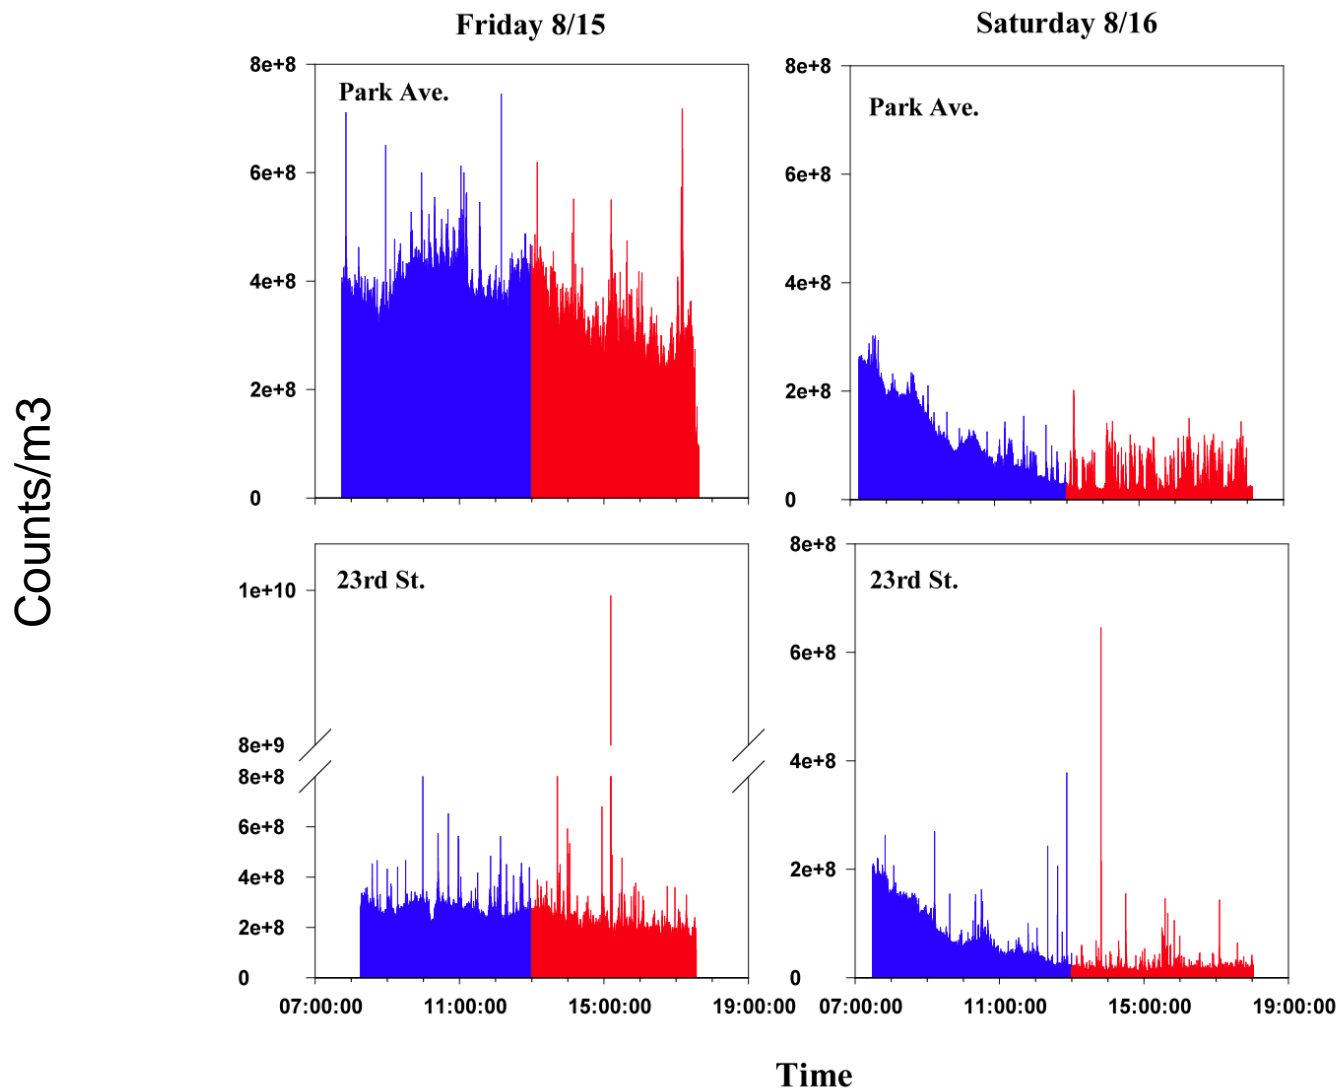 Friday 8/15
Saturday 8/16
Counts/m3
8e+8
6e+8
4e+8
2e+8
0
Park Ave.
8e+8
6e+8
4e+8
2e+8
0
Park Ave.
1e+10
8e+9
8e+8
6e+8
4e+8
2e+8
0
23rd St.
07:00:00 11:00:00 15:00:00 19:00:00
8e+8
6e+8
4e+8
2e+8
0
23rd St.
07:00:00 11:00:00 15:00:00 19:00:00
Time